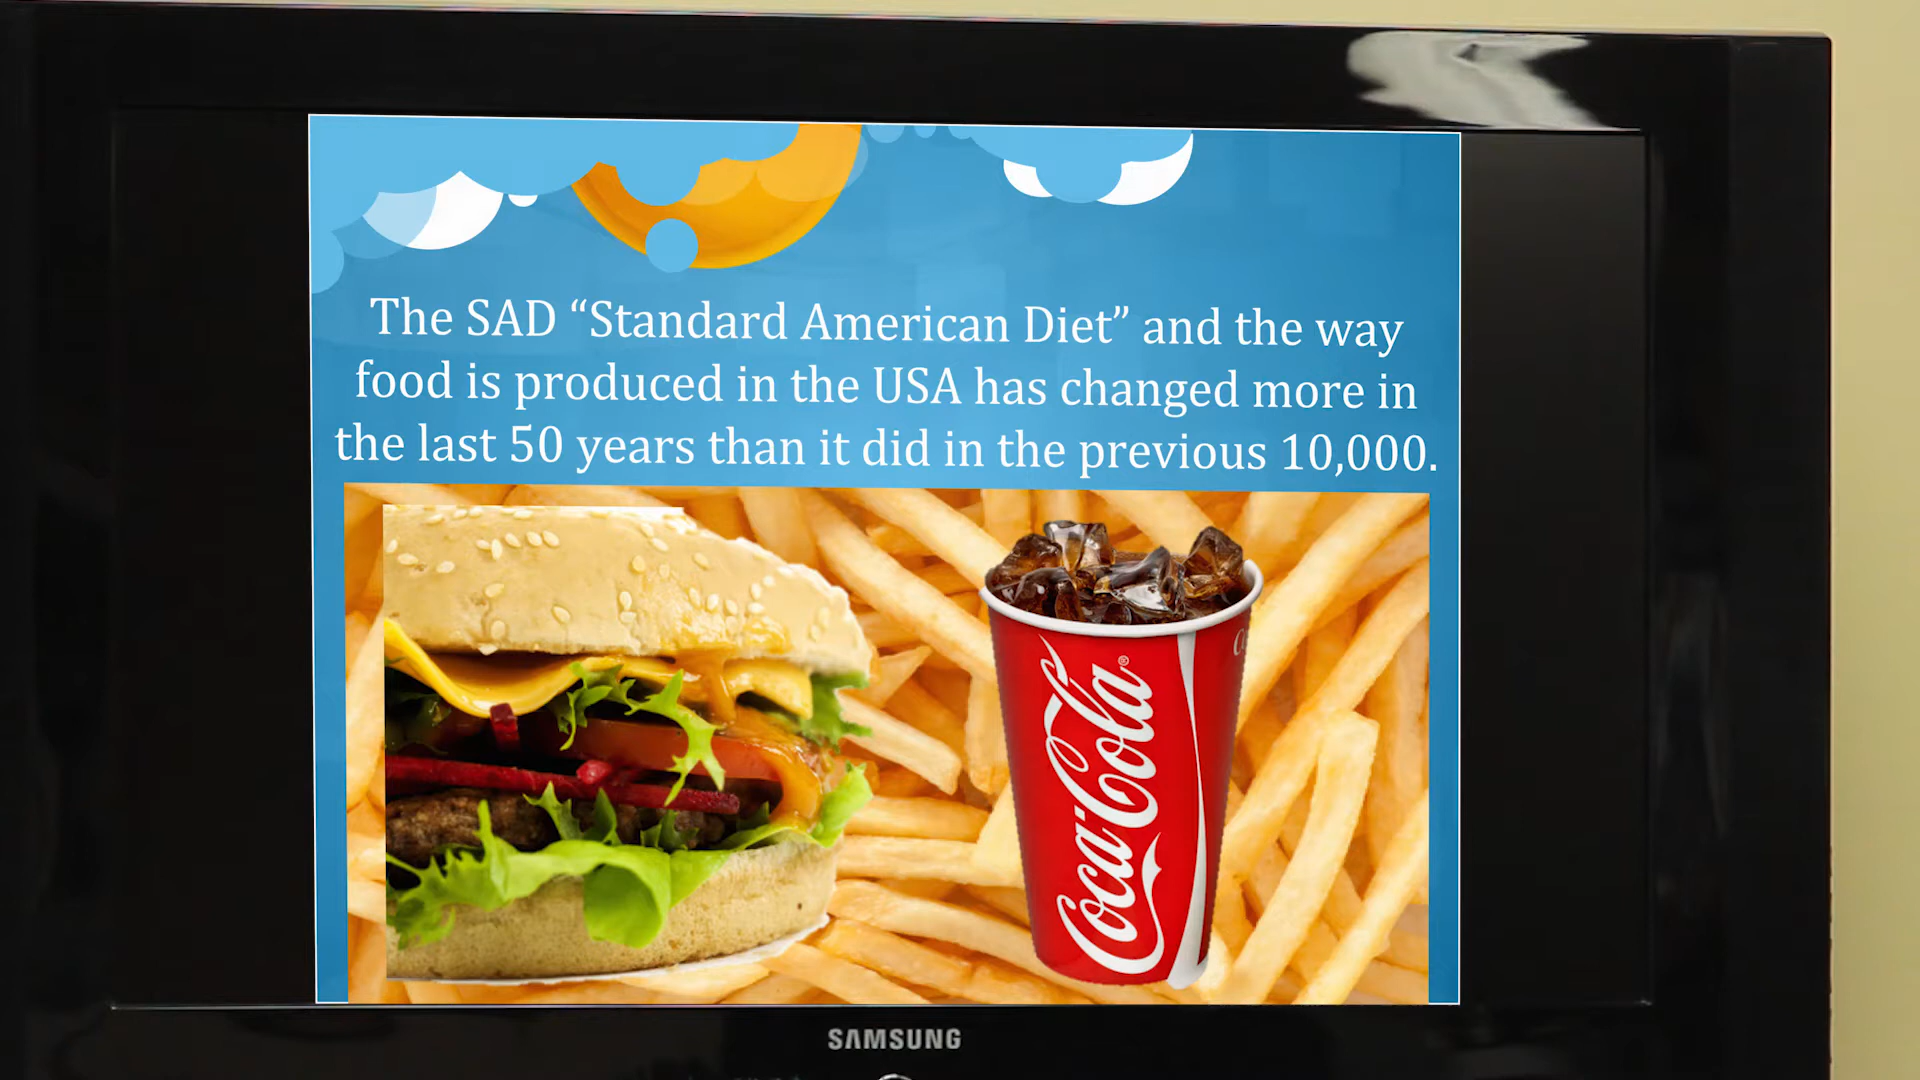 The SAD “Standard American Diet” and the way
food is produced in the USA has changed more in
the last 50 years than it did in the previous 10,000.
Coca-Cola®
SAMSUNG